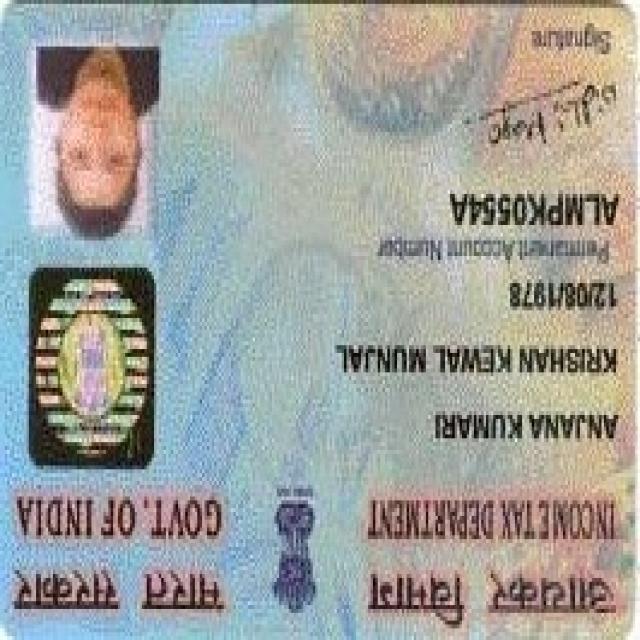 आयकर विभाग भारत सरकार
INCOME TAX DEPARTMENT GOVT. OF INDIA
ANJANA KUMARI
KRISHAN KEWAL MUNJAL
12/08/1978
Permanent Account Number
ALMPK0554A
Signature